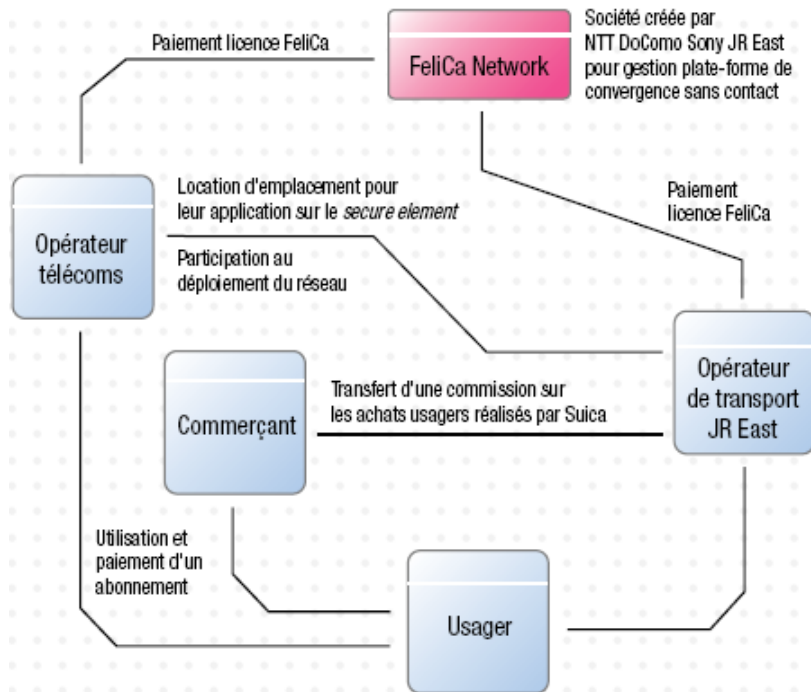 Paiement licence FeliCa
FeliCa Network
Société créée par
NTT DoComo Sony JR East
pour gestion plate-forme de
convergence sans contact
Location d'emplacement pour
leur application sur le secure element
Paiement
licence FeliCa
Opérateur
télécoms
Participation au
déploiement du réseau
Opérateur
de transport
JR East
Commerçant
Transfert d'une commission sur
les achats usagers réalisés par Suica
Utilisation et
paiement d'un
abonnement
Usager